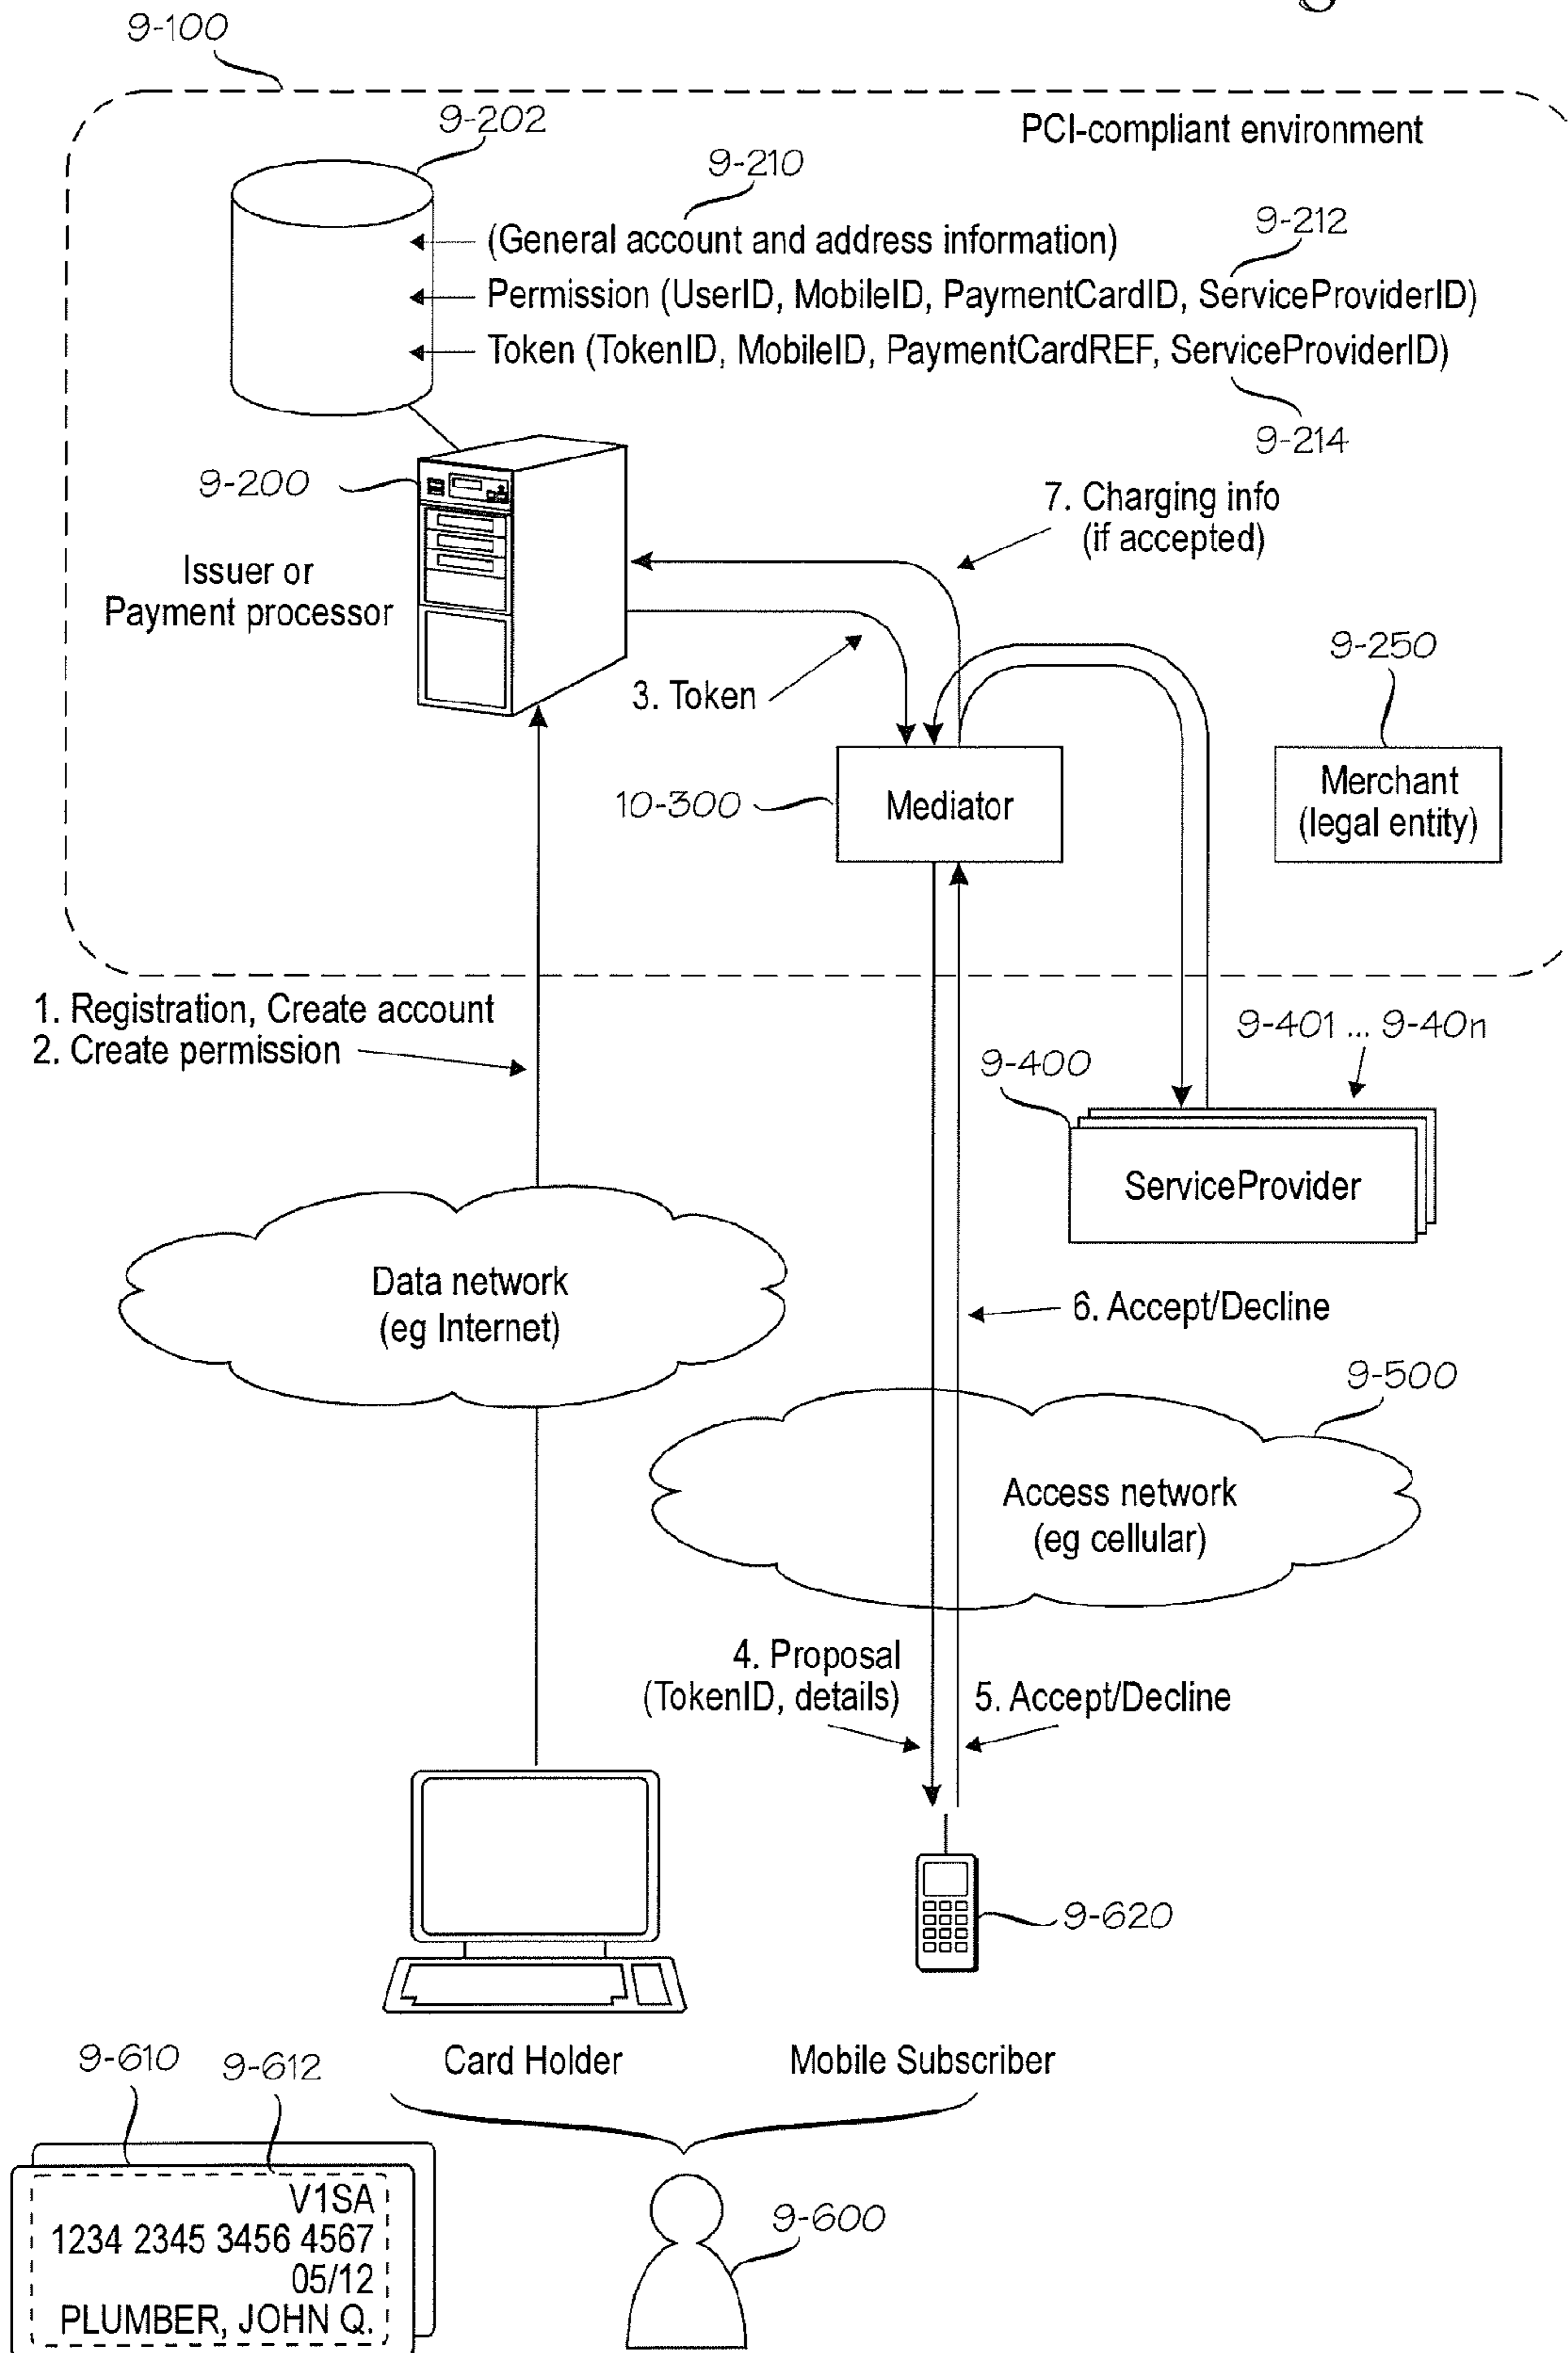 9-100
PCI-compliant environment
9-202
9-210
(General account and address information)
9-212
Permission (UserID, MobileID, PaymentCardID, ServiceProviderID)
Token (TokenID, MobileID, PaymentCardREF, ServiceProviderID)
9-214
9-200
Issuer or
Payment processor
7. Charging info
(if accepted)
3. Token
9-250
Merchant
(legal entity)
10-300
Mediator
1. Registration, Create account
2. Create permission
9-401 ... 9-40n
9-400
ServiceProvider
Data network
(eg Internet)
6. Accept/Decline
9-500
Access network
(eg cellular)
4. Proposal
(TokenID, details)
5. Accept/Decline
9-620
Card Holder
Mobile Subscriber
9-610
9-612
V1SA
1234 2345 3456 4567
05/12
PLUMBER, JOHN Q.
9-600